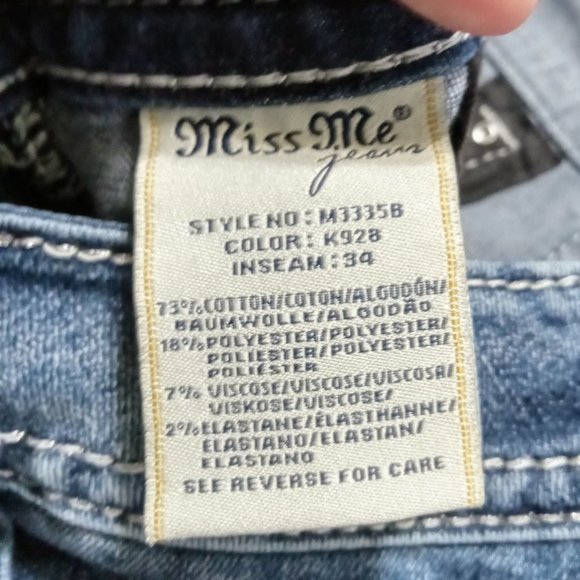 Miss Me®
jeans
STYLE NO: M3335B
COLOR: K928
INSEAM: 34
73% COTTON/COTON/ALGODÓN/
BAUMWOLLE/ALGODÃO
18% POLYESTER/POLYESTER/
POLIÉSTER/POLYESTER/
POLIÉSTER
7% VISCOSE/VISCOSE/VISCOSA/
VISKOSE/VISCOSE/
2% ELASTANE/ÉLASTHANNE/
ELASTANO/ELASTAN/
ELASTANO
SEE REVERSE FOR CARE